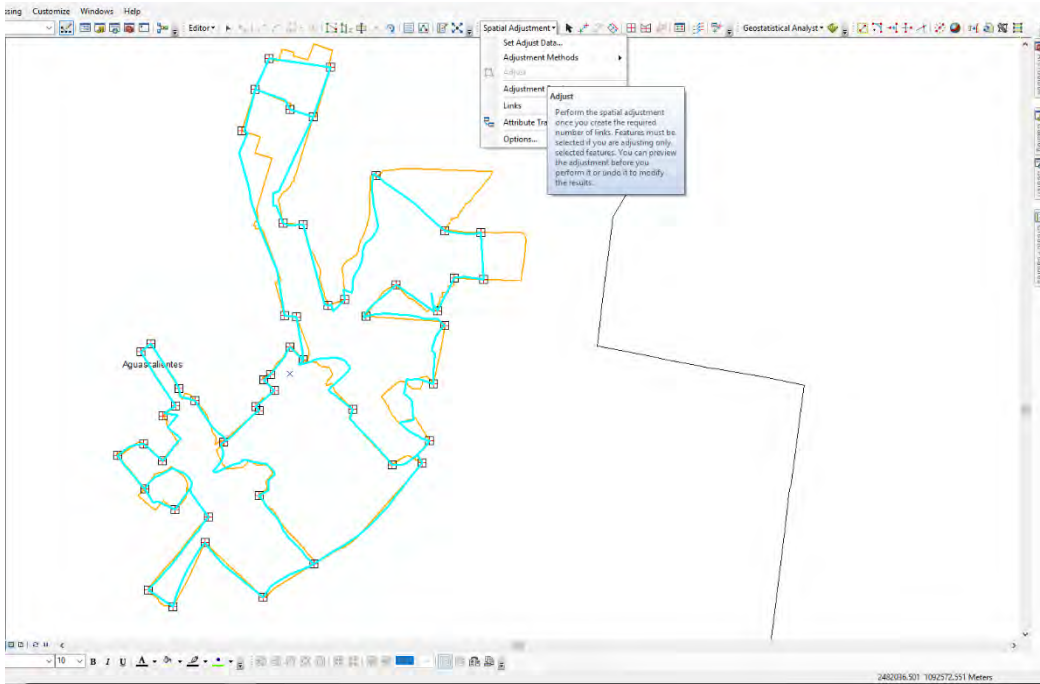 ssing Customize Windows Help
Editor
Spatial Adjustment
Geostatistical Analyst
Set Adjust Data...
Adjustment Methods
Adjust
Adjustment
Links
Attribute Tra
Options...
Adjust
Perform the spatial adjustment
once you create the required
number of links. Features must be
selected if you are adjusting only
selected features. You can preview
the adjustment before you
perform it or undo it to modify
the results.
Aguascalientes
10 B I U A
2482036.501 1092572.551 Meters